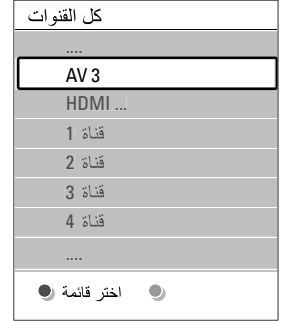 كل القنوات
....
AV 3
HDMI ...
قناة 1
قناة 2
قناة 3
قناة 4
....
اختر قائمة